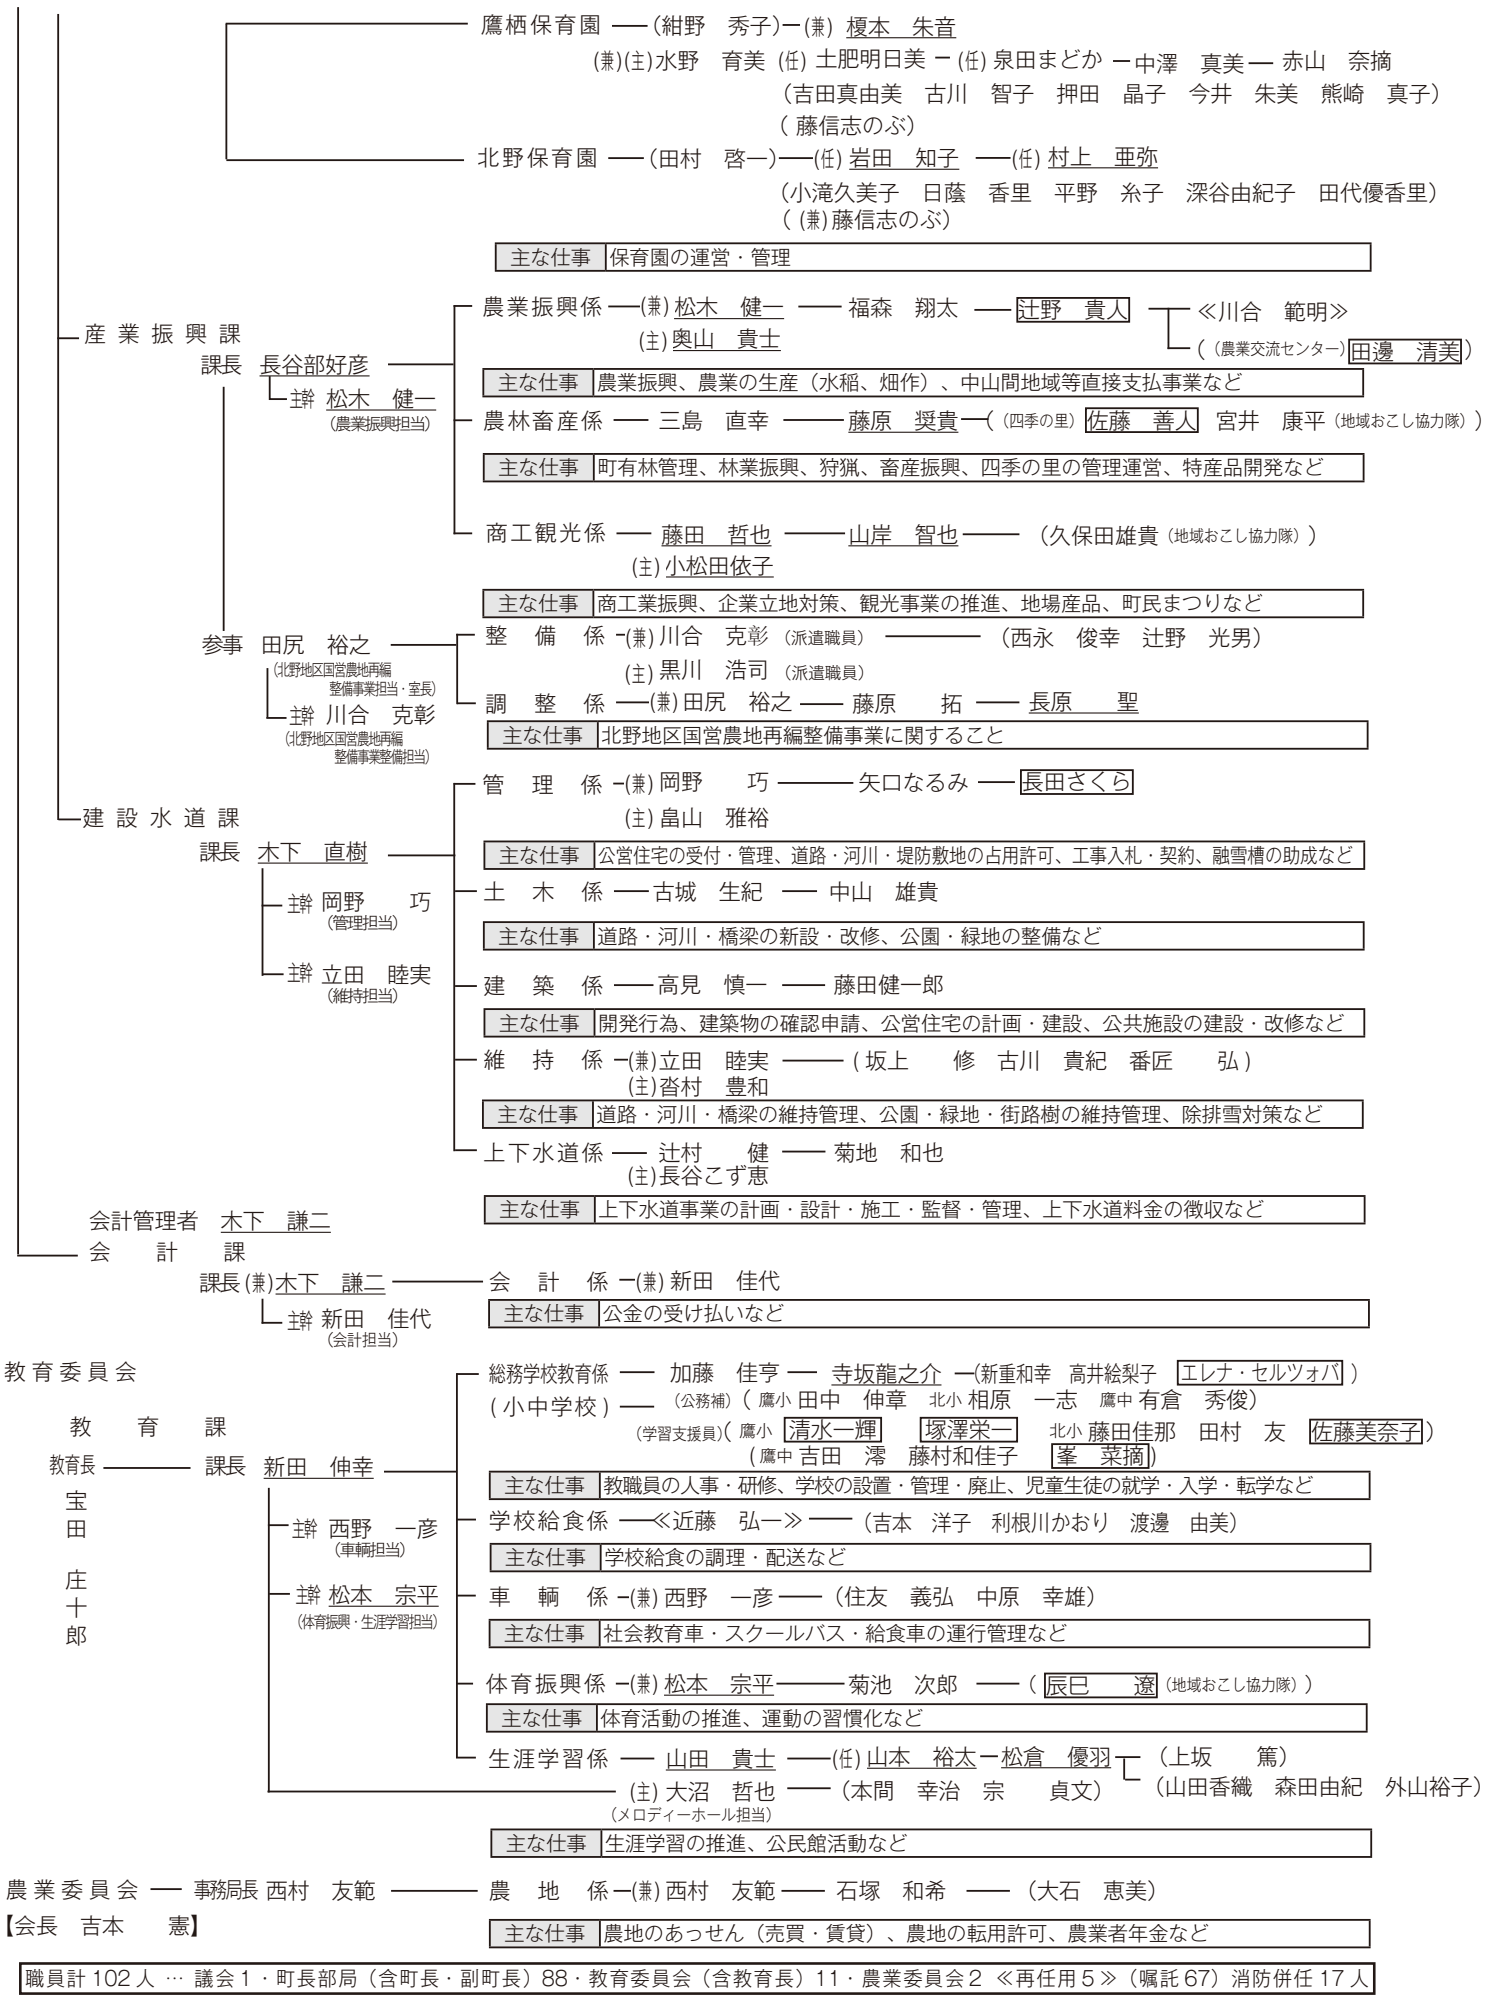 鷹栖保育園 (紺野　秀子) (兼) 榎本　朱音
(兼)(主)水野　育美 (任) 土肥明日美 (任) 泉田まどか 中澤　真美 赤山　奈摘
(吉田真由美　古川　智子　押田　晶子　今井　朱美　熊崎　真子)
( 藤信志のぶ)
北野保育園 (田村　啓一) (任) 岩田　知子 (任) 村上　亜弥
(小滝久美子　日蔭　香里　平野　糸子　深谷由紀子　田代優香里)
( (兼)藤信志のぶ)
主な仕事 保育園の運営・管理
農業振興係 (兼) 松木　健一 福森　翔太 辻野　貴人 ≪川合　範明≫
産業振興課 (主) 奥山　貴士 ( (農業交流センター) 田邊　清美 )
課長 長谷部好彦
主な仕事 農業振興、農業の生産（水稲、畑作）、中山間地域等直接支払事業など
主幹 松木　健一
(農業振興担当)
農林畜産係 三島　直幸 藤原　奨貴 ( (四季の里) 佐藤　善人 宮井　康平 (地域おこし協力隊) )
主な仕事 町有林管理、林業振興、狩猟、畜産振興、四季の里の管理運営、特産品開発など
商工観光係 藤田　哲也 山岸　智也 (久保田雄貴 (地域おこし協力隊) )
(主) 小松田依子
主な仕事 商工業振興、企業立地対策、観光事業の推進、地場産品、町民まつりなど
参事 田尻　裕之 整　備　係 (兼) 川合　克彰 (派遣職員) (西永　俊幸　辻野　光男)
(北野地区国営農地再編
整備事業担当・室長)
(主) 黒川　浩司 (派遣職員)
調　整　係 (兼) 田尻　裕之 藤原　　拓 長原　　聖
主幹 川合　克彰
(北野地区国営農地再編
整備事業整備担当)
主な仕事 北野地区国営農地再編整備事業に関すること
管　理　係 (兼) 岡野　　巧 矢口なるみ 長田さくら
建設水道課 (主) 畠山　雅裕
課長 木下　直樹
主な仕事 公営住宅の受付・管理、道路・河川・堤防敷地の占用許可、工事入札・契約、融雪槽の助成など
主幹 岡野　　巧
(管理担当)
土　木　係 古城　生紀 中山　雄貴
主な仕事 道路・河川・橋梁の新設・改修、公園・緑地の整備など
主幹 立田　睦実
(維持担当)
建　築　係 高見　慎一 藤田健一郎
主な仕事 開発行為、建築物の確認申請、公営住宅の計画・建設、公共施設の建設・改修など
維　持　係 (兼) 立田　睦実 ( 坂上　　修　古川　貴紀　番匠　　弘 )
(主) 沓村　豊和
主な仕事 道路・河川・橋梁の維持管理、公園・緑地・街路樹の維持管理、除排雪対策など
上下水道係 辻村　　健 菊地　和也
(主) 長谷こず恵
主な仕事 上下水道事業の計画・設計・施工・監督・管理、上下水道料金の徴収など
会計管理者　木下　謙二
会　計　課
課長 (兼) 木下　謙二 会　計　係 (兼) 新田　佳代
主幹 新田　佳代
(会計担当)
主な仕事 公金の受け払いなど
教育委員会 総務学校教育係 加藤　佳亨 寺坂龍之介 (新重和幸　高井絵梨子　エレナ・セルツォバ )
( 小中学校 ) (公務補) ( 鷹小 田中　伸章　北小 相原　一志　鷹中 有倉　秀俊)
教　育　課 (学習支援員) ( 鷹小 清水一輝　塚澤栄一　北小 藤田佳那　田村　友　佐藤美奈子 )
( 鷹中 吉田　澪　藤村和佳子　峯　菜摘 )
教育長 課長 新田　伸幸
主な仕事 教職員の人事・研修、学校の設置・管理・廃止、児童生徒の就学・入学・転学など
宝田　庄十郎
主幹 西野　一彦
(車輌担当)
学校給食係 ≪近藤　弘一≫ (吉本　洋子　利根川かおり　渡邊　由美)
主な仕事 学校給食の調理・配送など
主幹 松本　宗平
(体育振興・生涯学習担当)
車　輌　係 (兼) 西野　一彦 (住友　義弘　中原　幸雄)
主な仕事 社会教育車・スクールバス・給食車の運行管理など
体育振興係 (兼) 松本　宗平 菊池　次郎 ( 辰巳　　遼 (地域おこし協力隊) )
主な仕事 体育活動の推進、運動の習慣化など
生涯学習係 山田　貴士 (任) 山本　裕太 松倉　優羽 (上坂　　篤)
(主) 大沼　哲也 (本間　幸治　宗　　貞文) (山田香織　森田由紀　外山裕子)
(メロディーホール担当)
主な仕事 生涯学習の推進、公民館活動など
農業委員会 事務局長 西村　友範 農　地　係 (兼) 西村　友範 石塚　和希 (大石　恵美)
【会長　吉本　　憲】
主な仕事 農地のあっせん（売買・賃貸）、農地の転用許可、農業者年金など
職員計 102 人 … 議会 1 ・町長部局（含町長・副町長）88・教育委員会（含教育長）11・農業委員会 2 ≪再任用 5 ≫（嘱託 67）消防併任 17 人